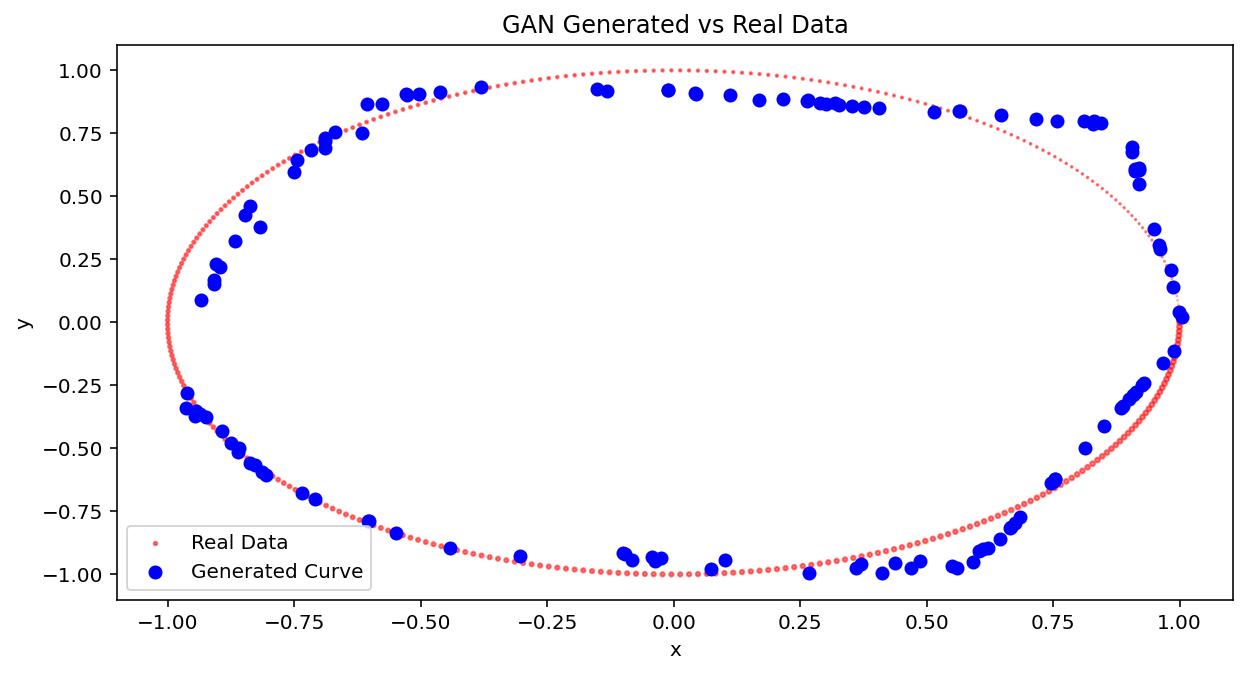 GAN Generated vs Real Data
1.00
0.75
0.50
0.25
0.00
−0.25
−0.50
−0.75
−1.00
y
Real Data
Generated Curve
−1.00 −0.75 −0.50 −0.25 0.00 0.25 0.50 0.75 1.00
x